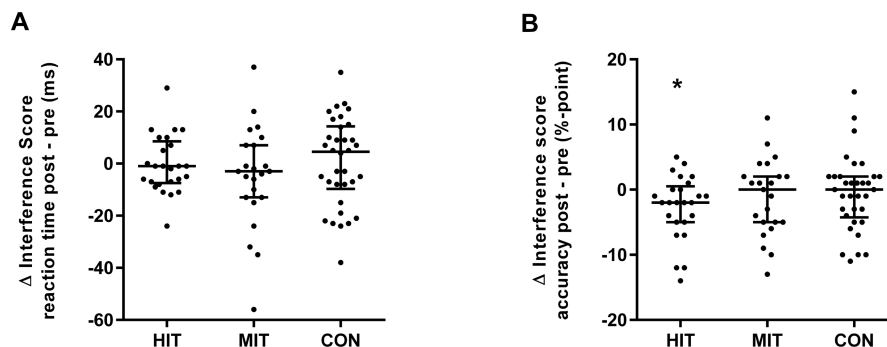 A
Δ Interference Score
reaction time post - pre (ms)
40
20
0
-20
-40
-60
HIT
MIT
CON
B
Δ Interference score
accuracy post - pre (%-point)
20
10
0
-10
-20
*
HIT
MIT
CON